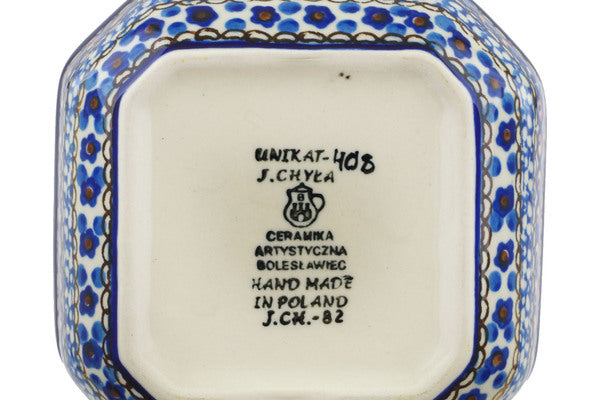 UNIKAT-408
J.CHYŁA
CERAMIKA
ARTYSTYCZNA
BOLESŁAWIEC
HAND MADE
IN POLAND
J.CH.-82